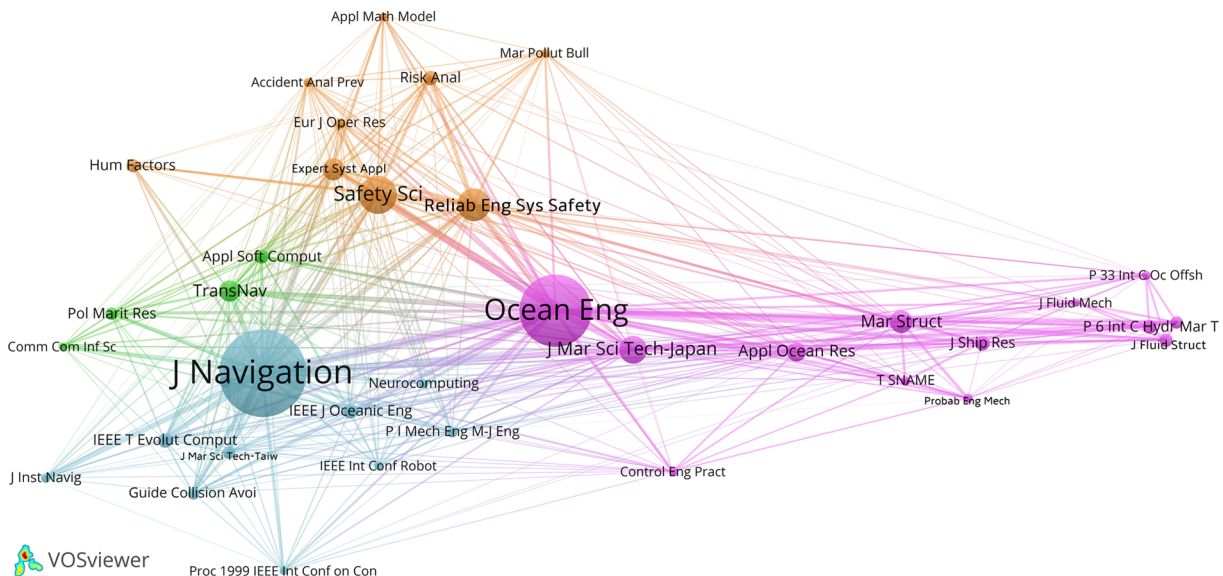 Appl Math Model
Mar Pollut Bull
Accident Anal Prev
Risk Anal
Eur J Oper Res
Hum Factors
Expert Syst Appl
Safety Sci
Reliab Eng Sys Safety
Appl Soft Comput
P 33 Int C Oc Offsh
TransNav
J Fluid Mech
Ocean Eng
Pol Marit Res
Mar Struct
P 6 Int C Hydr Mar T
Comm Com Inf Sc
J Mar Sci Tech-Japan
Appl Ocean Res
J Ship Res
J Fluid Struct
J Navigation
Neurocomputing
T SNAME
Probab Eng Mech
IEEE J Oceanic Eng
P I Mech Eng M-J Eng
IEEE T Evolut Comput
J Mar Sci Tech-Taiw
IEEE Int Conf Robot
Control Eng Pract
J Inst Navig
Guide Collision Avoi
VOSviewer
Proc 1999 IEEE Int Conf on Con